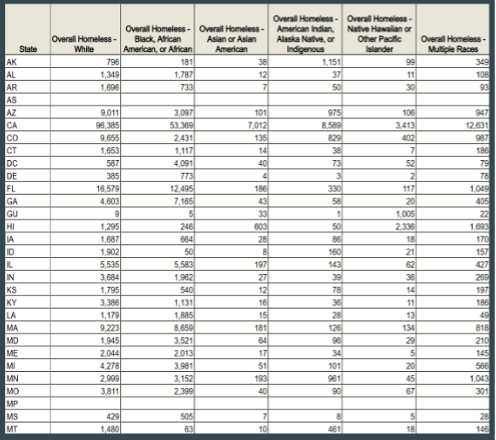 State Overall Homeless - White Overall Homeless - Black, African American, or African Overall Homeless - Asian or Asian American Overall Homeless - American Indian, Alaska Native, or Indigenous Overall Homeless - Native Hawaiian or Other Pacific Islander Overall Homeless - Multiple Races
AK 796 181 38 1,151 99 349
AL 1,349 1,787 12 37 11 108
AR 1,696 733 7 50 30 93
AS
AZ 9,011 3,097 101 975 106 947
CA 96,385 53,369 7,012 8,589 3,413 12,631
CO 9,655 2,431 135 829 402 987
CT 1,653 1,117 14 38 7 186
DC 587 4,091 40 73 52 79
DE 385 773 4 3 2 78
FL 16,579 12,495 186 330 117 1,049
GA 4,603 7,165 43 58 20 405
GU 9 5 33 1 1,005 22
HI 1,295 246 603 50 2,336 1,693
IA 1,687 664 28 86 18 170
ID 1,902 50 8 160 21 157
IL 5,535 5,583 197 143 62 427
IN 3,684 1,962 27 39 36 269
KS 1,795 540 12 78 14 197
KY 3,386 1,131 16 36 11 186
LA 1,179 1,885 15 28 13 49
MA 9,223 8,659 181 126 134 818
MD 1,945 3,521 64 96 29 210
ME 2,044 2,013 17 34 5 145
MI 4,278 3,981 51 101 20 566
MN 2,999 3,152 193 961 45 1,043
MO 3,811 2,399 40 90 67 301
MP
MS 429 505 7 8 5 28
MT 1,480 63 10 461 18 146